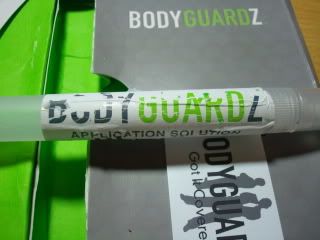 BODYGUARDZ
BODYGUARDZ
APPLICATION SOLUTION
BODYGUARD
Got it Covere